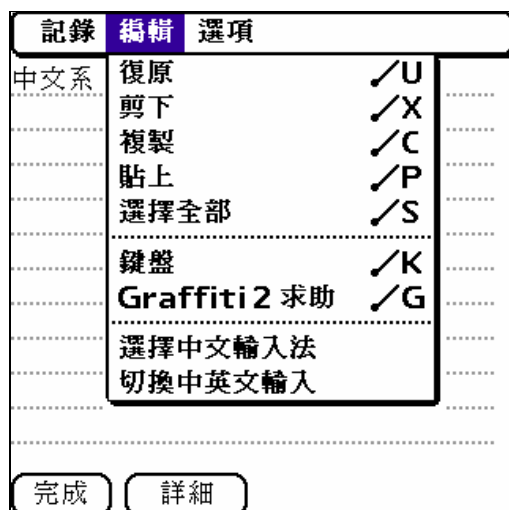 記錄 編輯 選項
中文系
復原 /U
剪下 /X
複製 /C
貼上 /P
選擇全部 /S
鍵盤 /K
Graffiti 2 求助 /G
選擇中文輸入法
切換中英文輸入
完成 詳細